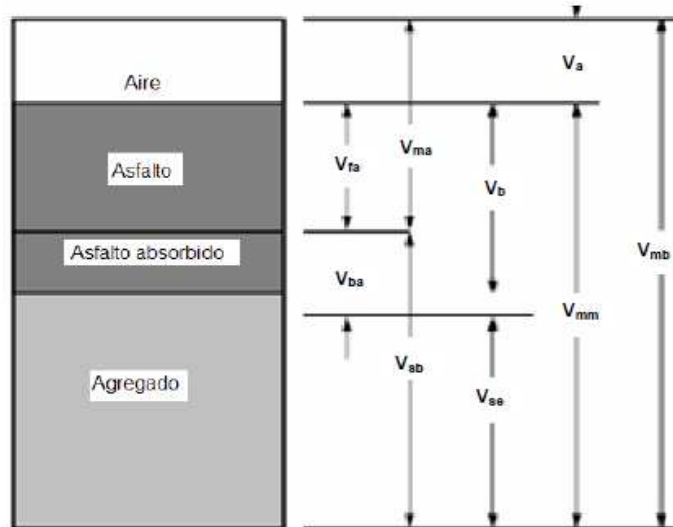 Aire
Asfalto
Asfalto absorbido
Agregado
Va
Vfa
Vma
Vb
Vmb
Vba
Vmm
Vsb
Vse